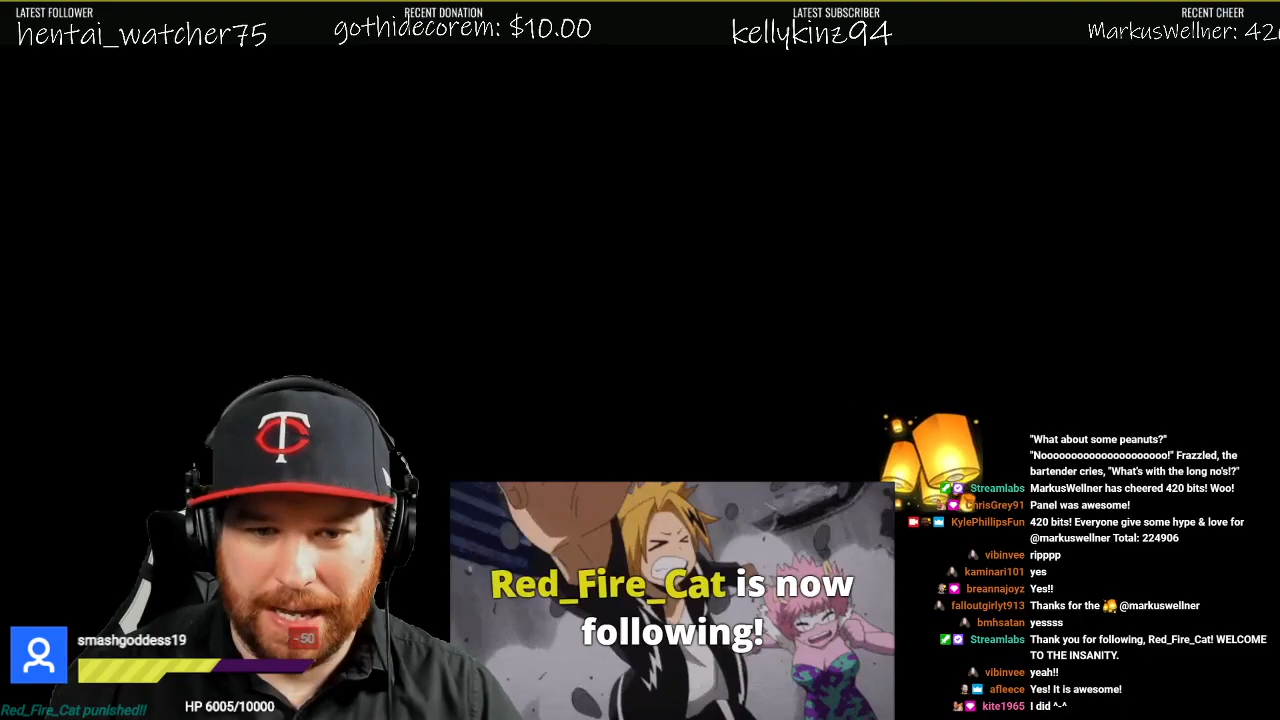 LATEST FOLLOWER
hentai_watcher75
RECENT DONATION
gothidecorem: $10.00
LATEST SUBSCRIBER
kellykinz94
RECENT CHEER
MarkusWellner: 42
"What about some peanuts?"
"Nooooooooooooooooooooo!" Frazzled, the
bartender cries, "What's with the long no's!?"
Streamlabs MarkusWellner has cheered 420 bits! Woo!
hrisGrey91 Panel was awesome!
KylePhillipsFun 420 bits! Everyone give some hype & love for
@markuswellner Total: 224906
vibinvee ripppp
kaminari101 yes
breannajoyz Yes!!
falloutgirlyt913 Thanks for the @markuswellner
bmhsatan yessss
Streamlabs Thank you for following, Red_Fire_Cat! WELCOME
TO THE INSANITY.
vibinvee yeah!!
afleece Yes! It is awesome!
kite1965 I did ^-^
Red_Fire_Cat is now
following!
TC
smashgoddess19
-50
HP 6005/10000
Red_Fire_Cat punished!!